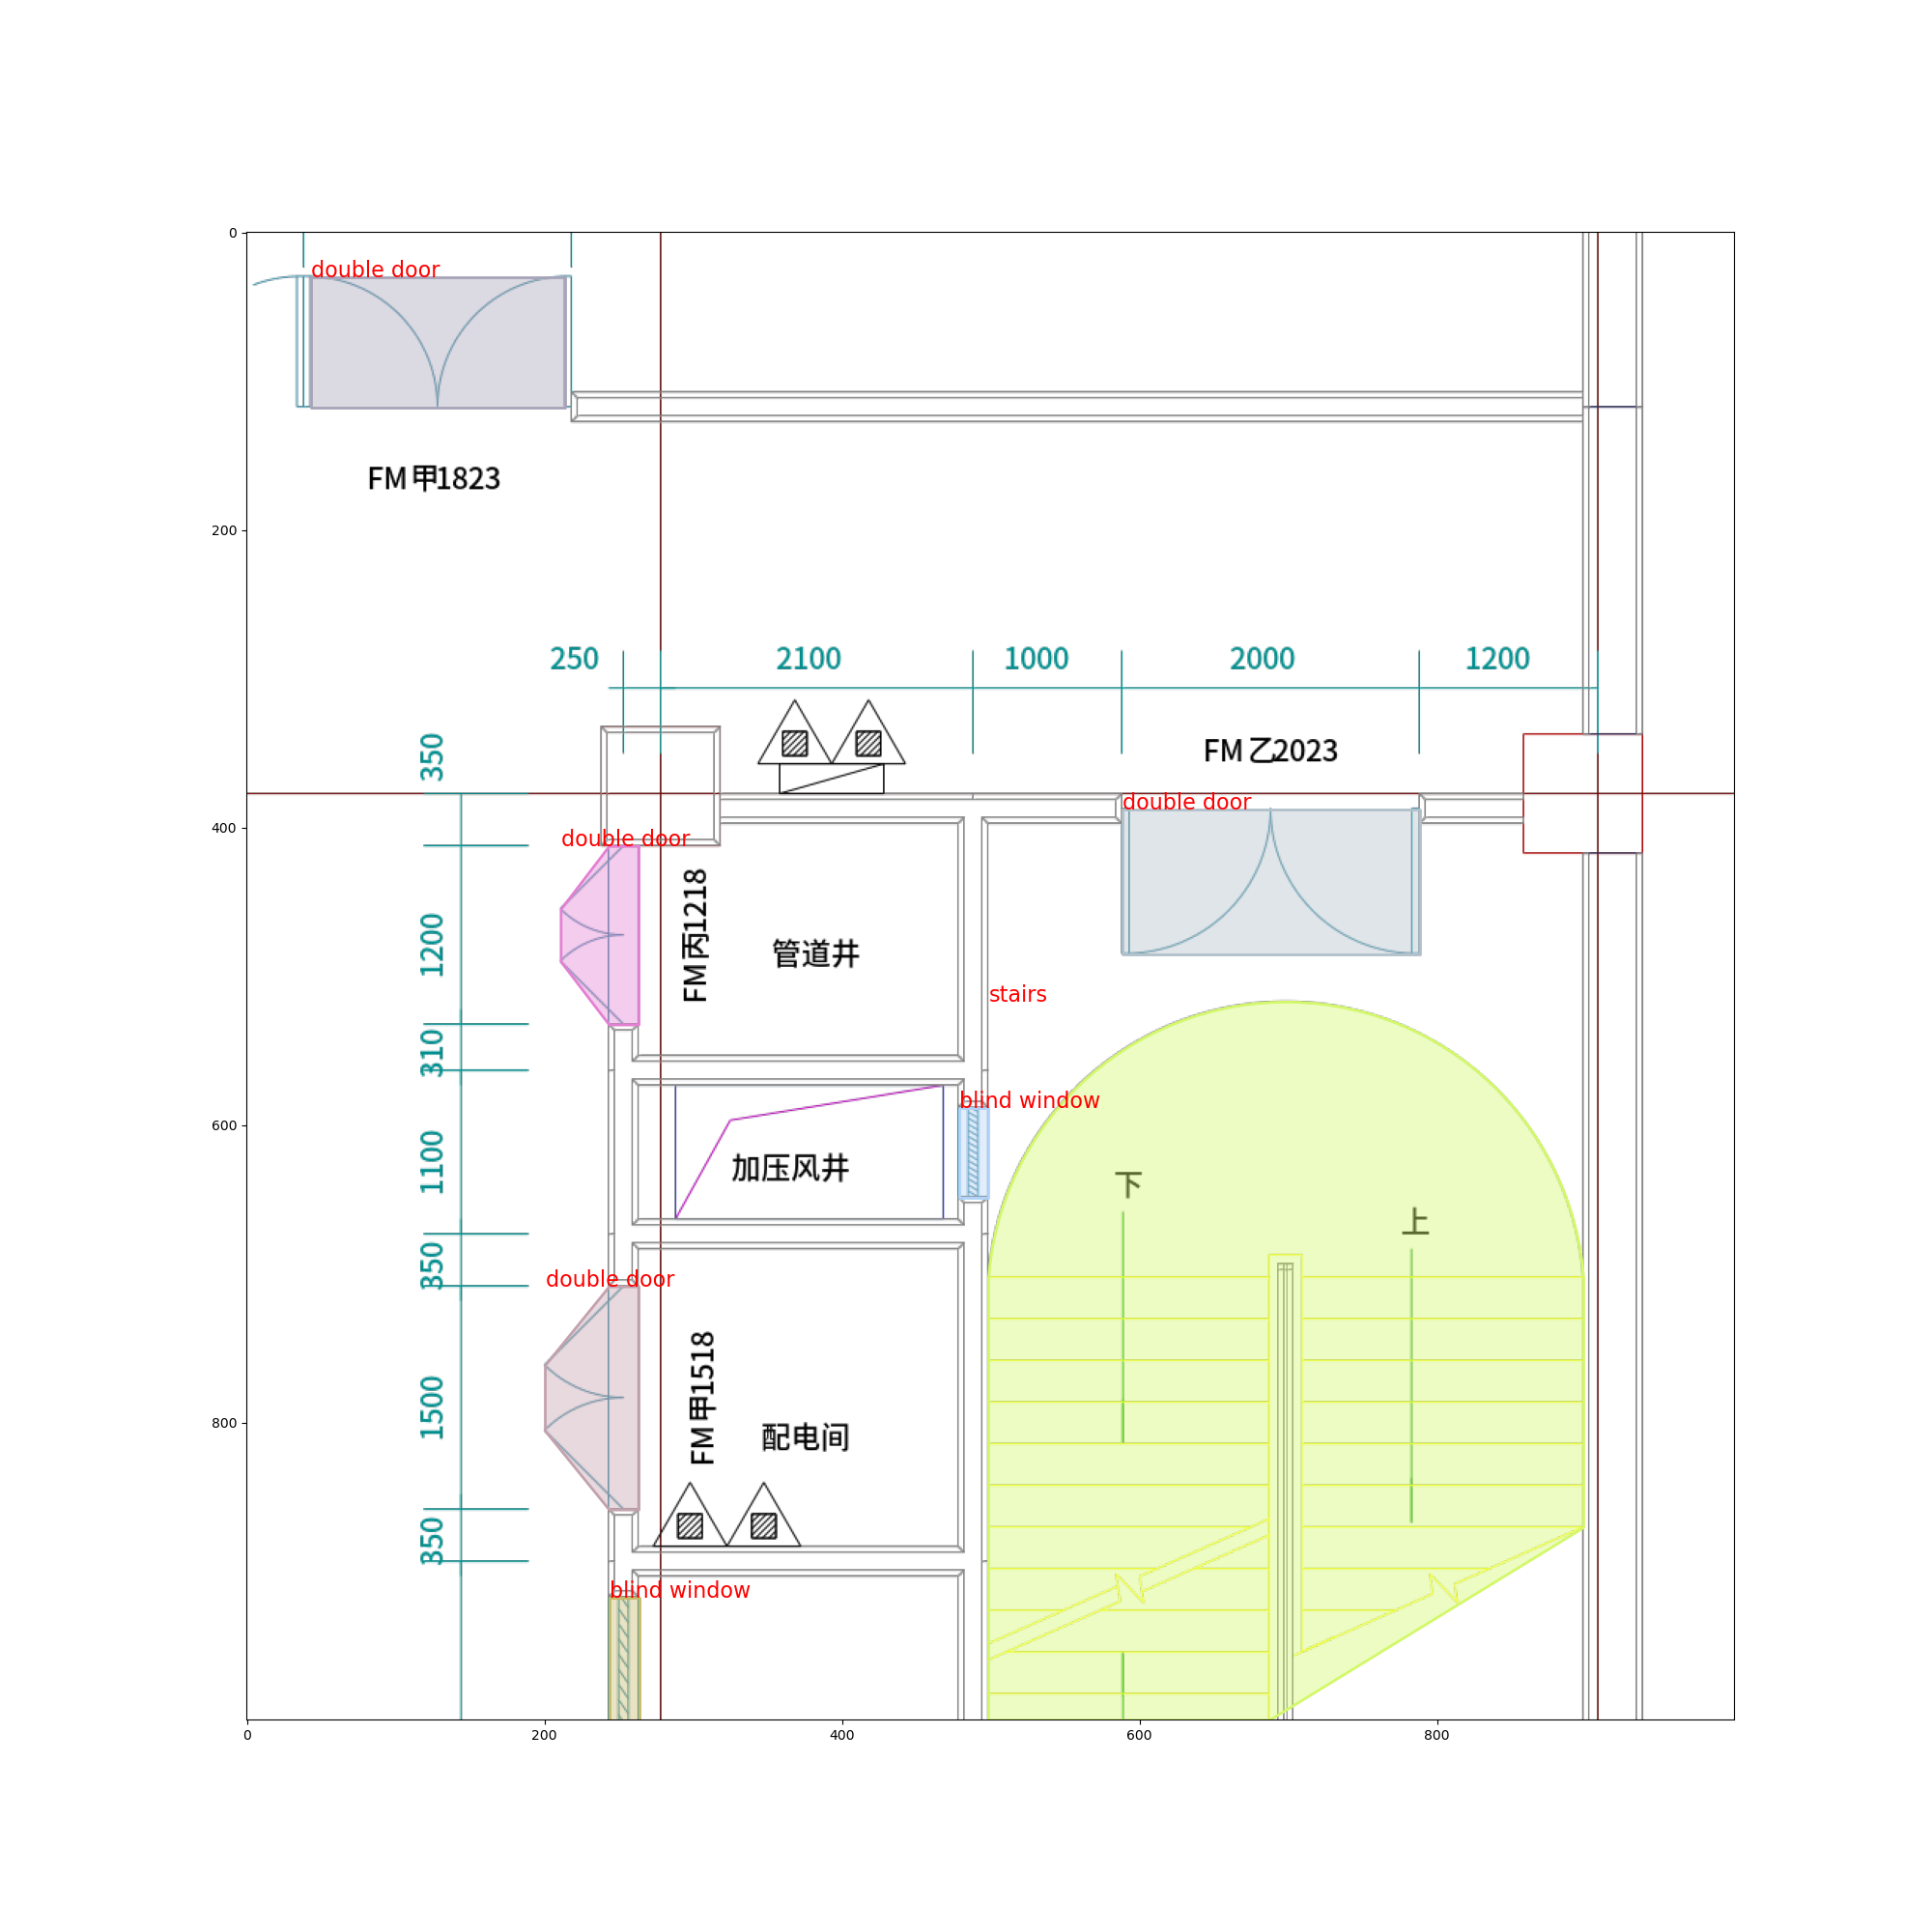 0
double door
FM甲1823
200
250
2100
1000
2000
1200
350
FM乙2023
400
double door
double door
1200
FM丙1218
管道井
stairs
310
blind window
600
1100
加压风井
下
上
350
double door
1500
FM甲1518
配电间
800
350
blind window
0
200
400
600
800